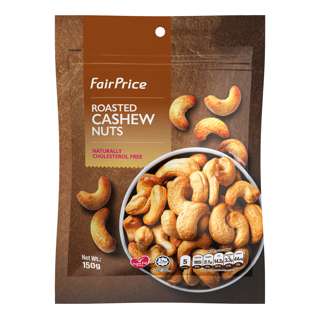 FairPrice
ROASTED
CASHEW
NUTS
NATURALLY
CHOLESTEROL FREE
Net Wt.:
150g